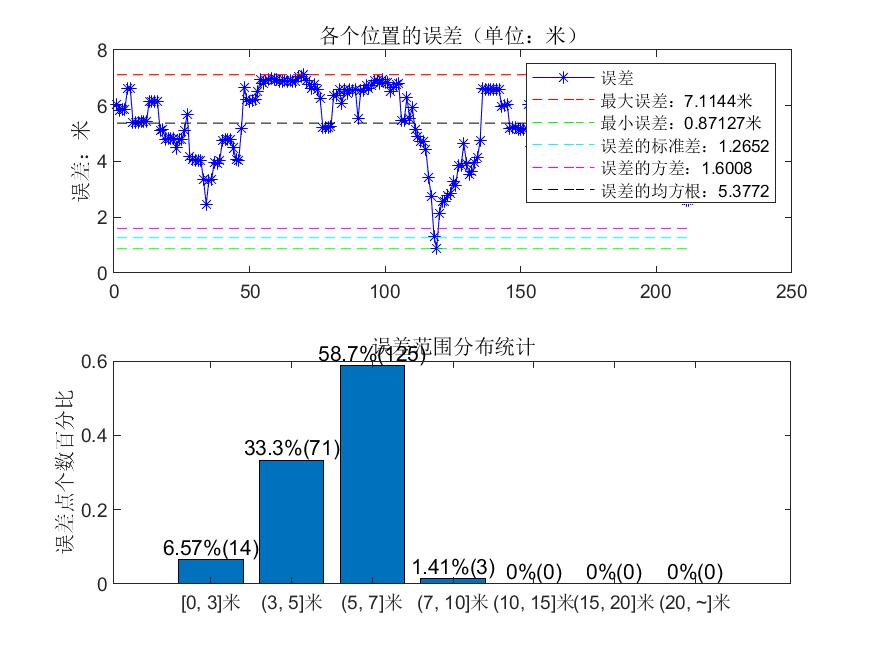 各个位置的误差（单位：米）
误差：米
8
6
4
2
0
0 50 100 150 200 250
误差
最大误差：7.1144米
最小误差：0.87127米
误差的标准差：1.2652
误差的方差：1.6008
误差的均方根：5.3772
误差范围分布统计
误差点个数百分比
0.6
0.4
0.2
0
6.57%(14)
33.3%(71)
58.7%(125)
1.41%(3)
0%(0)
0%(0)
0%(0)
[0, 3]米 (3, 5]米 (5, 7]米 (7, 10]米 (10, 15]米 (15, 20]米 (20, ~]米